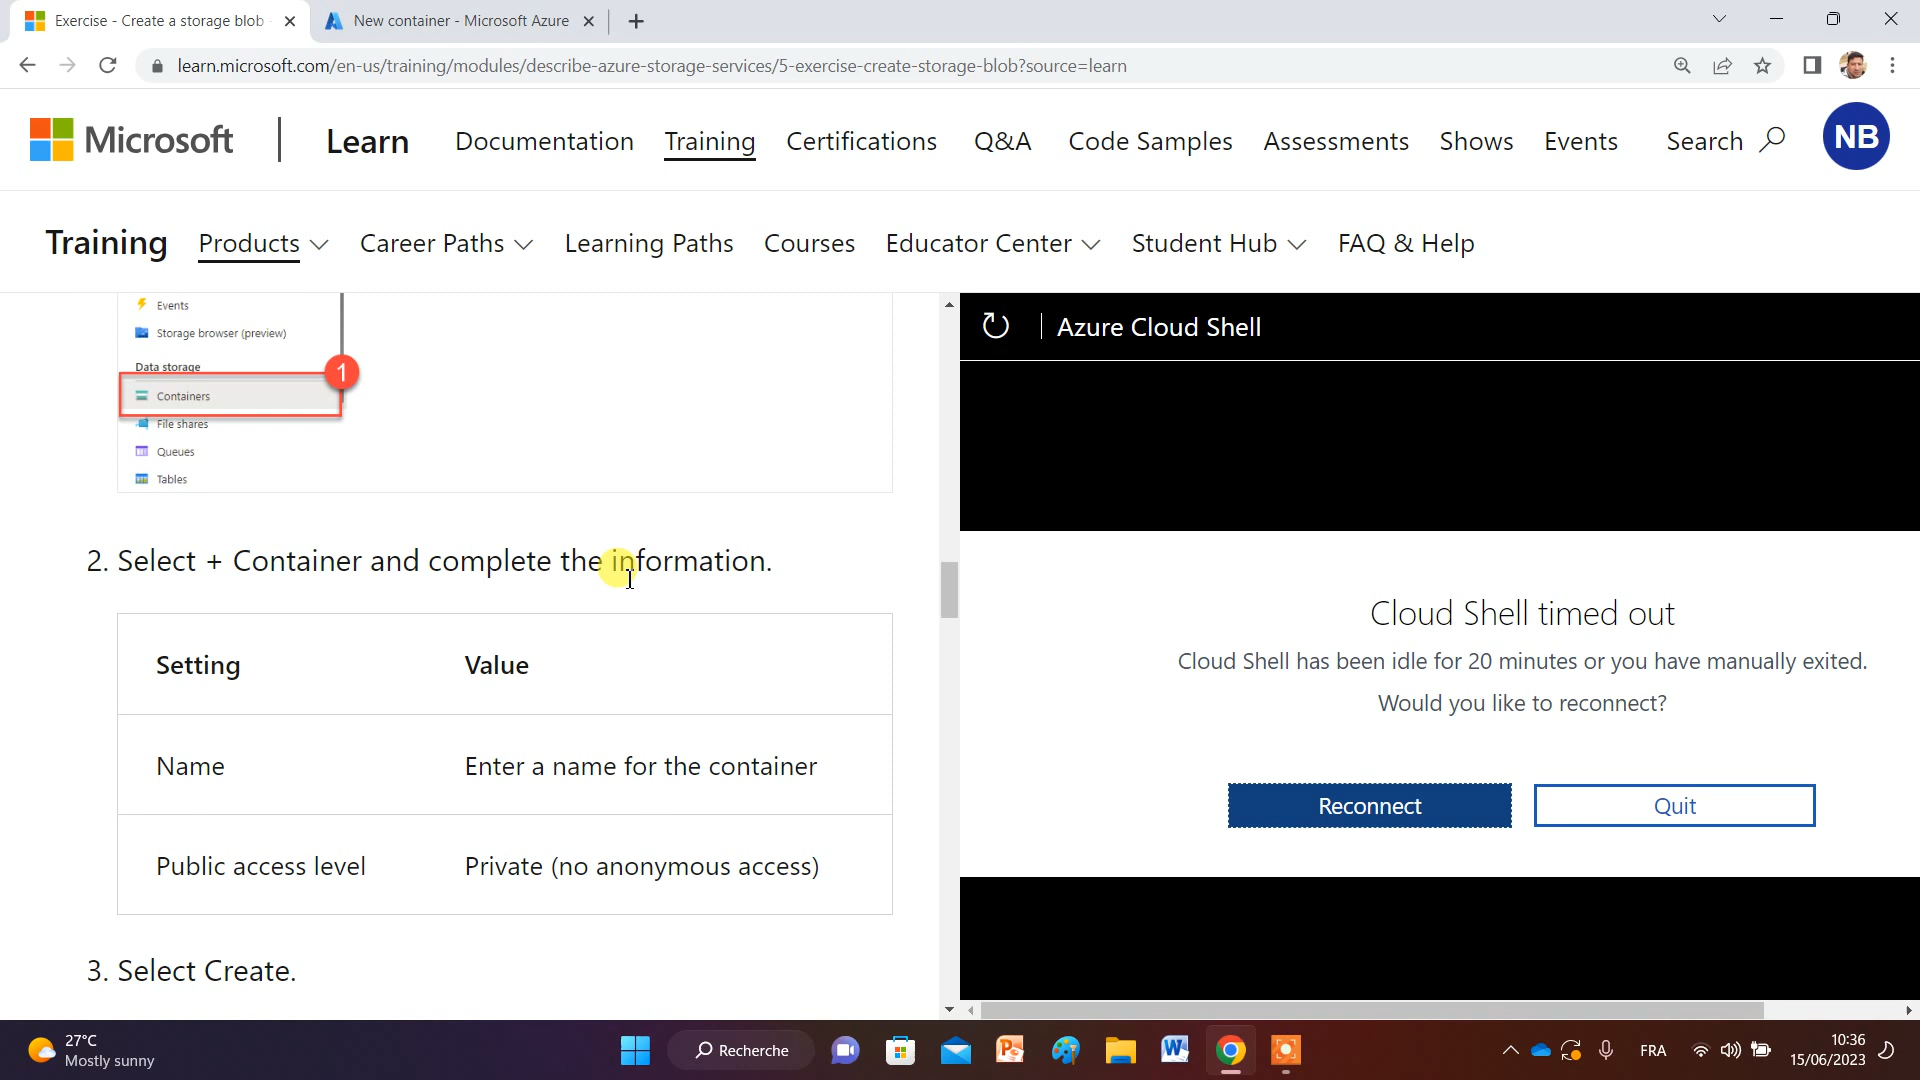 Exercise - Create a storage blob
New container - Microsoft Azure
learn.microsoft.com/en-us/training/modules/describe-azure-storage-services/5-exercise-create-storage-blob?source=learn
Microsoft
Learn
Documentation
Training
Certifications
Q&A
Code Samples
Assessments
Shows
Events
Search
NB
Training
Products
Career Paths
Learning Paths
Courses
Educator Center
Student Hub
FAQ & Help
Events
Storage browser (preview)
Data storage
1
Containers
File shares
Queues
Tables
2. Select + Container and complete the information.
Setting Value
Name Enter a name for the container
Public access level Private (no anonymous access)
3. Select Create.
Azure Cloud Shell
Cloud Shell timed out
Cloud Shell has been idle for 20 minutes or you have manually exited.
Would you like to reconnect?
Reconnect
Quit
27°C
Mostly sunny
Recherche
FRA
10:36
15/06/2023